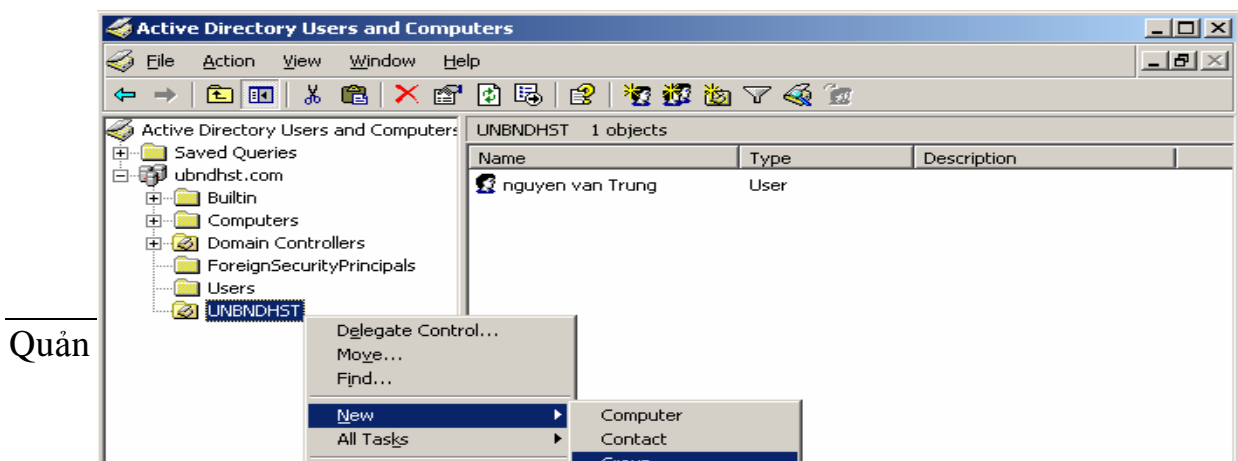 Active Directory Users and Computers
File Action View Window Help
Active Directory Users and Computers
UNBNDHST 1 objects
Saved Queries
ubndhst.com
Builtin
Computers
Domain Controllers
ForeignSecurityPrincipals
Users
UNBNDHST
Name Type Description
nguyen van Trung User
Quản
Delegate Control...
Move...
Find...
New
All Tasks
Computer
Contact
Group